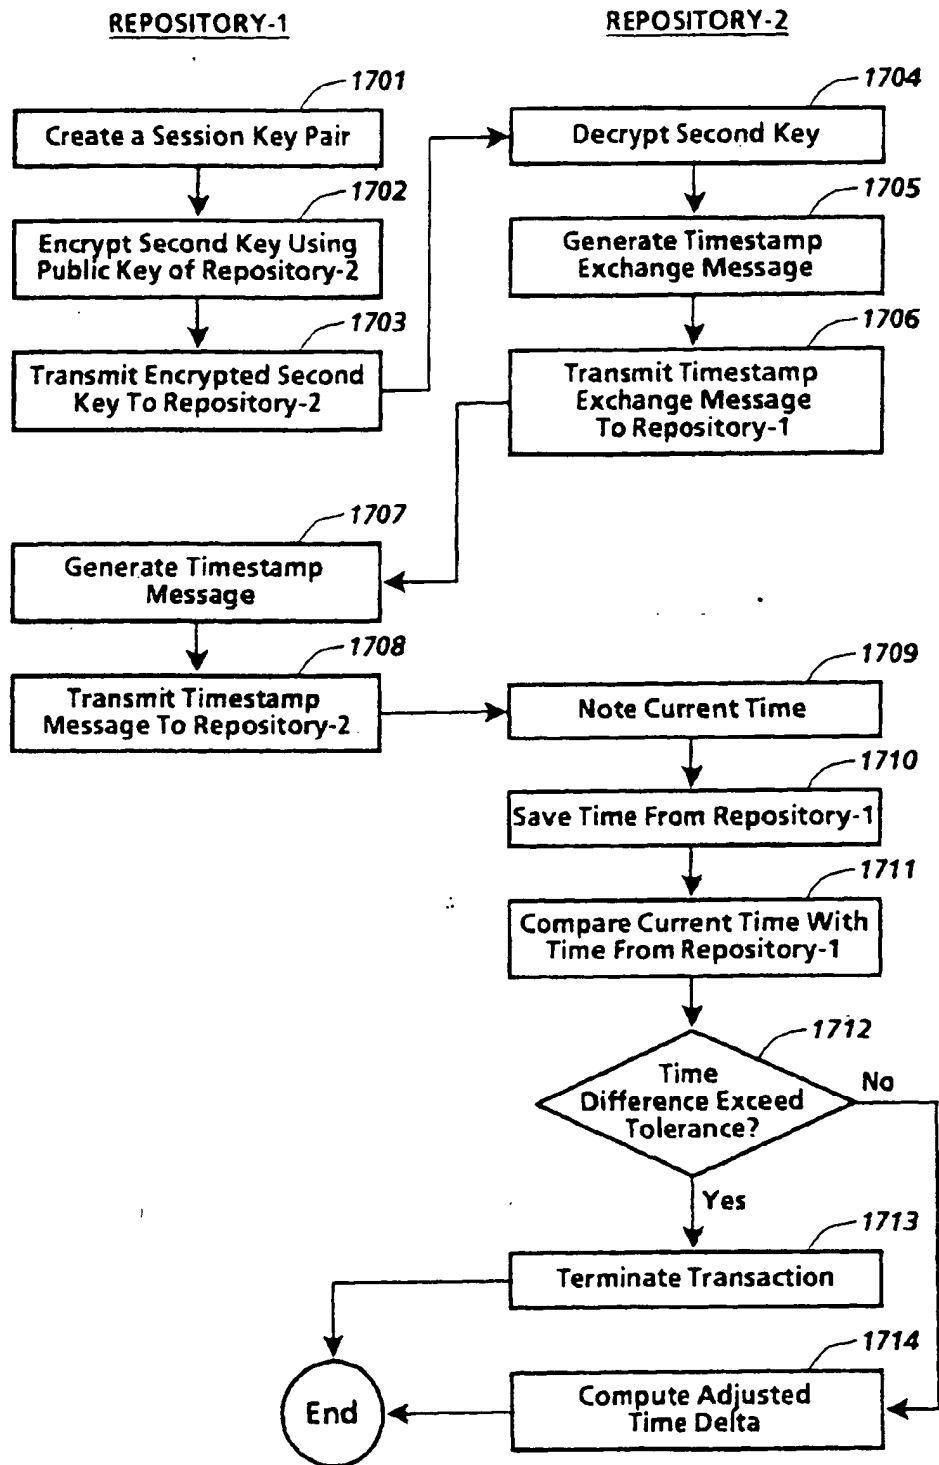 REPOSITORY-1
REPOSITORY-2
1701
Create a Session Key Pair
1702
Encrypt Second Key Using
Public Key of Repository-2
1703
Transmit Encrypted Second
Key To Repository-2
1704
Decrypt Second Key
1705
Generate Timestamp
Exchange Message
1706
Transmit Timestamp
Exchange Message
To Repository-1
1707
Generate Timestamp
Message
1708
Transmit Timestamp
Message To Repository-2
1709
Note Current Time
1710
Save Time From Repository-1
1711
Compare Current Time With
Time From Repository-1
1712
Time
Difference Exceed
Tolerance?
No
Yes
1713
Terminate Transaction
1714
Compute Adjusted
Time Delta
End